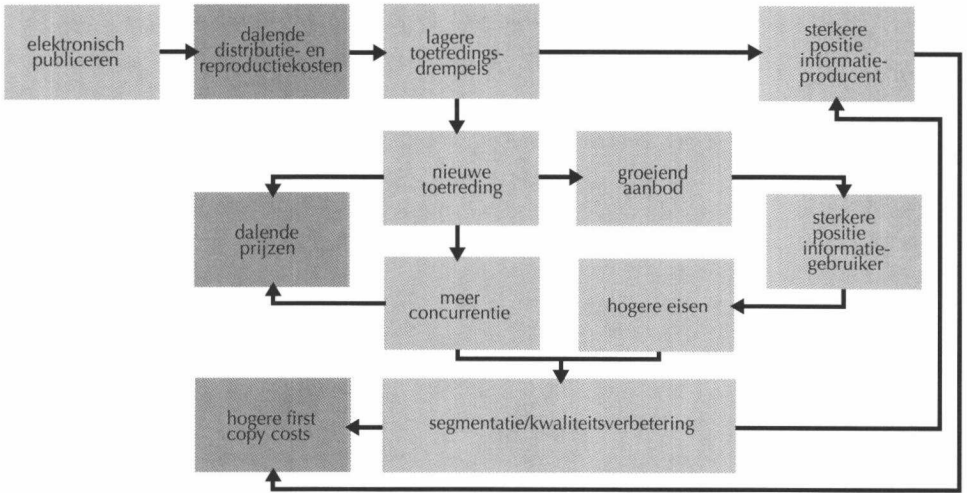 elektronisch
publiceren
dalende
distributie- en
reproductiekosten
lagere
toetredings-
drempels
sterkere
positie
informatie-
producent
nieuwe
toetreding
groeiend
aanbod
dalende
prijzen
sterkere
positie
informatie-
gebruiker
meer
concurrentie
hogere eisen
hogere first
copy costs
segmentatie/kwaliteitsverbetering